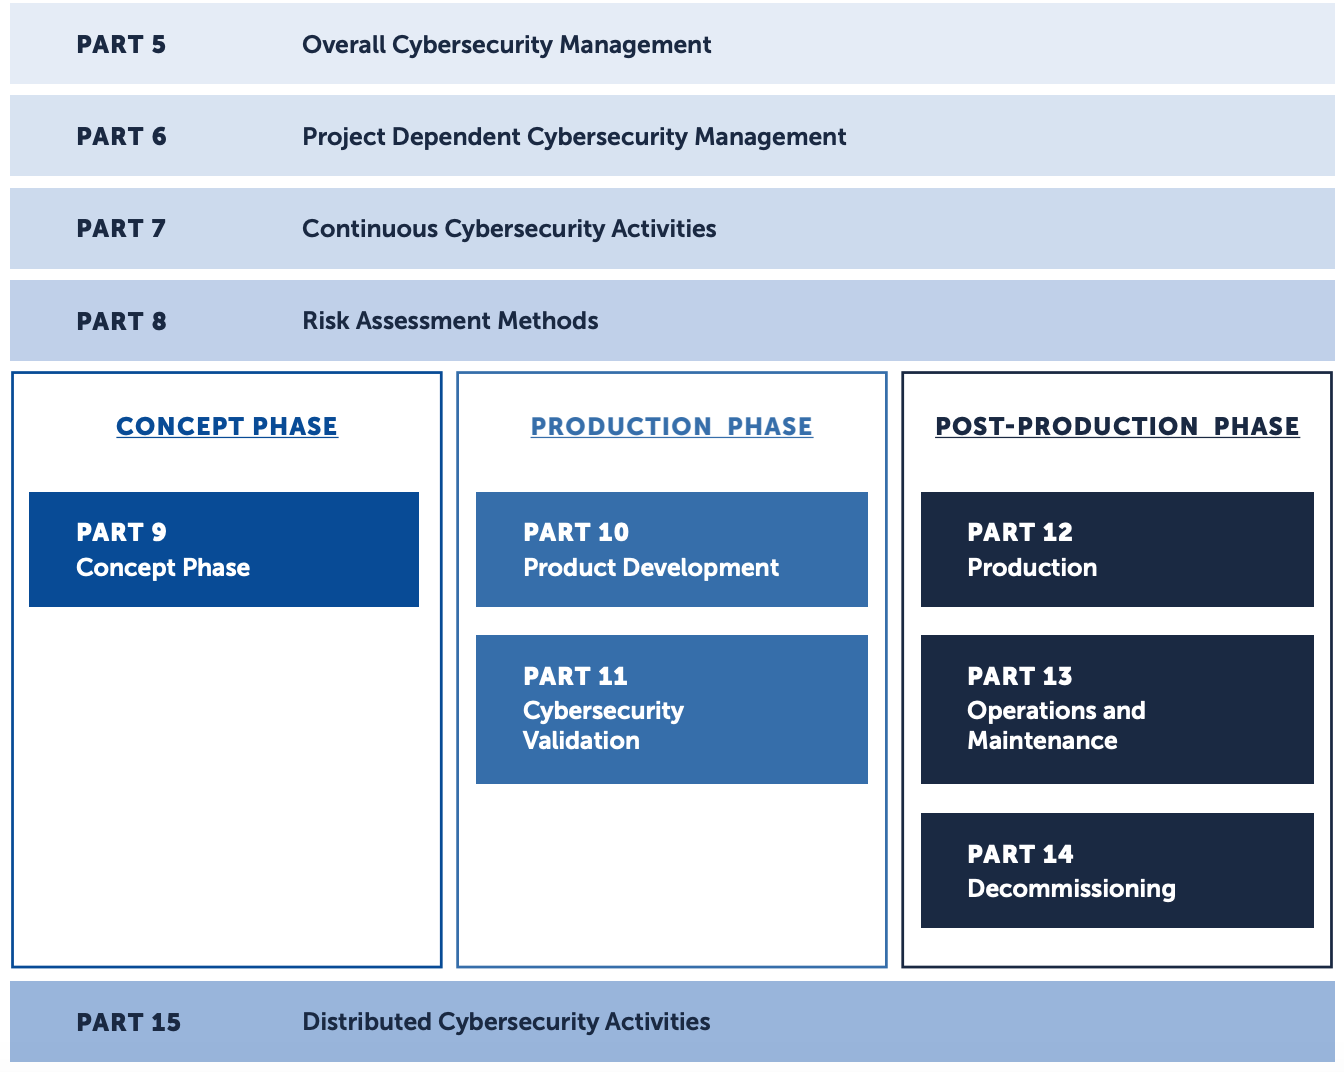 PART 5 Overall Cybersecurity Management
PART 6 Project Dependent Cybersecurity Management
PART 7 Continuous Cybersecurity Activities
PART 8 Risk Assessment Methods
CONCEPT PHASE
PART 9
Concept Phase
PRODUCTION PHASE
PART 10
Product Development
PART 11
Cybersecurity
Validation
POST-PRODUCTION PHASE
PART 12
Production
PART 13
Operations and
Maintenance
PART 14
Decommissioning
PART 15 Distributed Cybersecurity Activities